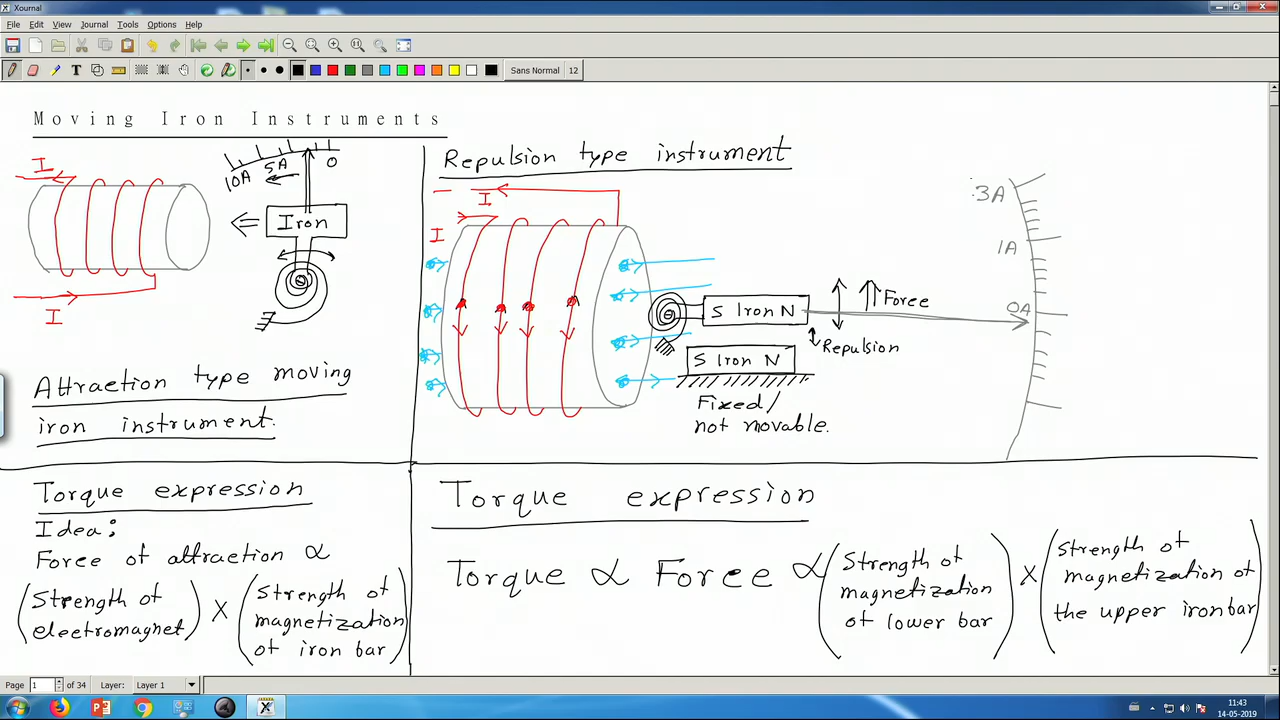 Xournal
File Edit View Journal Tools Options Help
Sans Normal 12
Moving Iron Instruments
I
10A 5A 0
Iron
I
Attraction type moving
iron instrument.
Repulsion type instrument
I
I
S Iron N
S Iron N
Fixed/
not movable.
Force
Repulsion
3A
1A
0A
Torque expression
Idea:
Force of attraction ∝
(Strength of electromagnet) X (Strength of magnetization of iron bar)
Torque expression
Torque ∝ Force ∝ (Strength of magnetization of lower bar) X (Strength of magnetization of the upper iron bar)
Page 1 of 34 Layer: Layer 1
11:43
14-05-2019